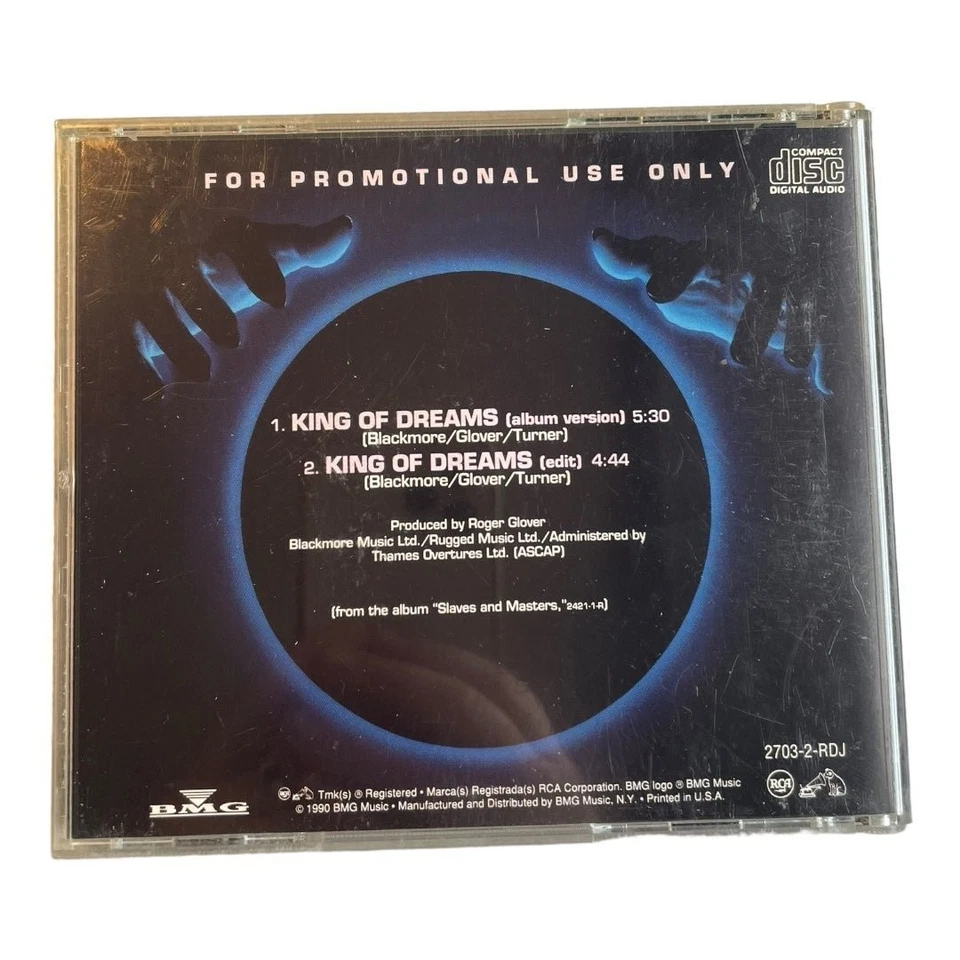 FOR PROMOTIONAL USE ONLY
COMPACT
disc
DIGITAL AUDIO
1. KING OF DREAMS (album version) 5:30
(Blackmore/Glover/Turner)
2. KING OF DREAMS (edit) 4:44
(Blackmore/Glover/Turner)
Produced by Roger Glover
Blackmore Music Ltd./Rugged Music Ltd./Administered by
Thames Overtures Ltd. (ASCAP)
(from the album "Slaves and Masters," 2421-1-R)
2703-2-RDJ
BMG
Tmk(s) ® Registered • Marca(s) Registrada(s) RCA Corporation. BMG logo ® BMG Music
© 1990 BMG Music • Manufactured and Distributed by BMG Music, N.Y. • Printed in U.S.A.
RCA